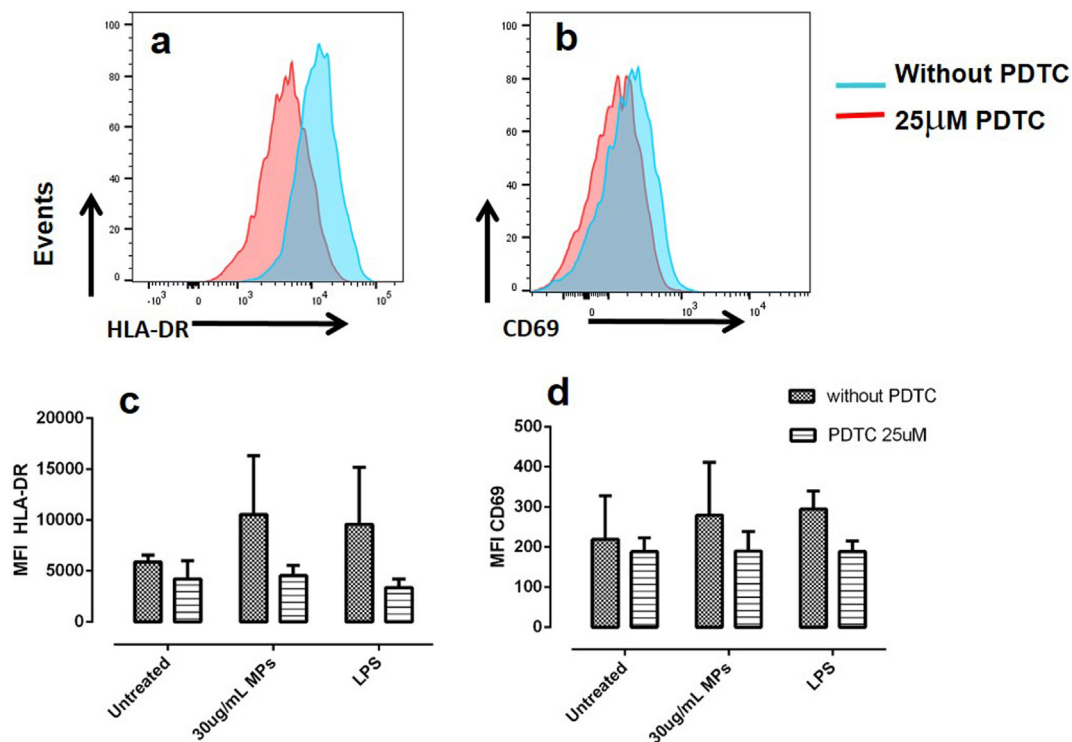 a
100
80
60
40
20
0
Events
-10³ 0 10³ 10⁴ 10⁵
HLA-DR
b
100
80
60
40
20
0
0 10³ 10⁴
CD69
Without PDTC
25µM PDTC
c
20000
15000
10000
5000
0
MFI HLA-DR
Untreated
30ug/mL MPs
LPS
d
without PDTC
PDTC 25uM
500
400
300
200
100
0
MFI CD69
Untreated
30ug/mL MPs
LPS